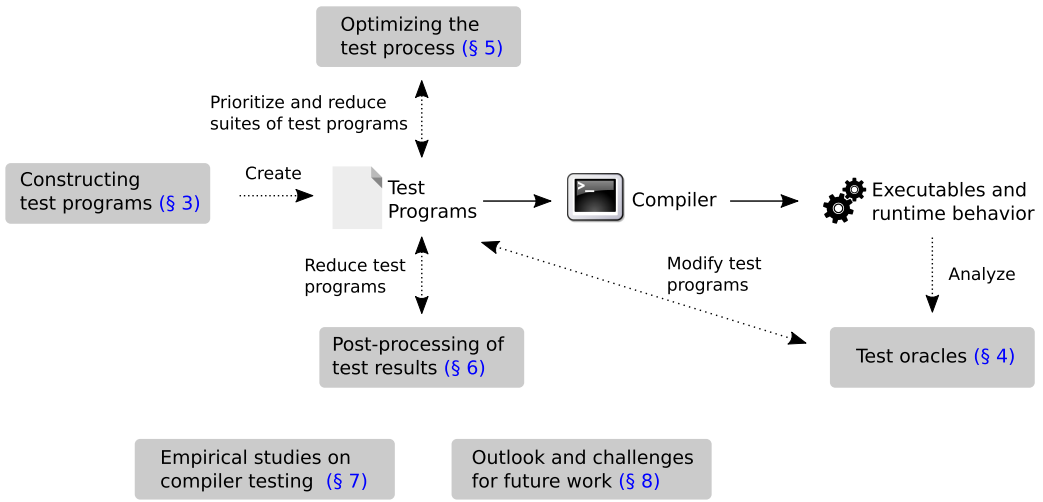 Optimizing the
test process (§ 5)
Prioritize and reduce
suites of test programs
Constructing
test programs (§ 3)
Create
Test
Programs
>_
Compiler
Executables and
runtime behavior
Reduce test
programs
Modify test
programs
Analyze
Post-processing of
test results (§ 6)
Test oracles (§ 4)
Empirical studies on
compiler testing (§ 7)
Outlook and challenges
for future work (§ 8)